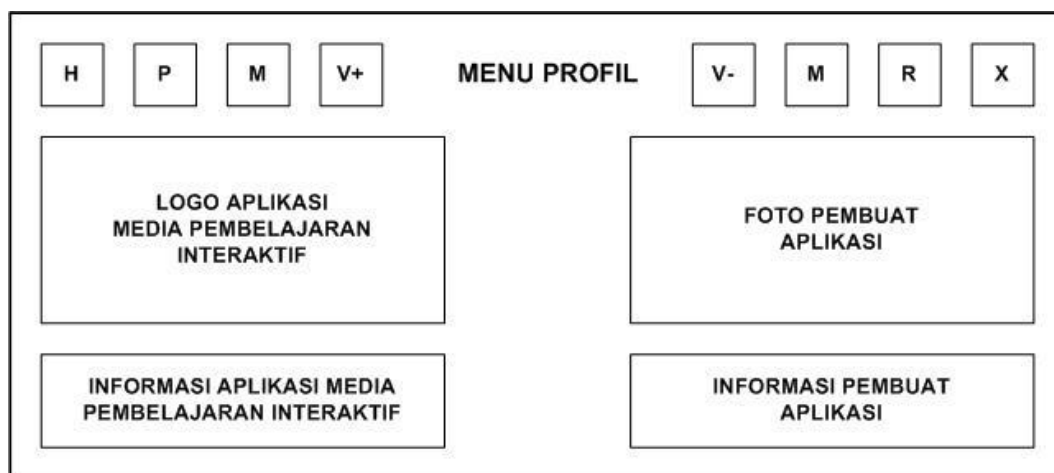 H P M V+ MENU PROFIL V- M R X
LOGO APLIKASI
MEDIA PEMBELAJARAN
INTERAKTIF
FOTO PEMBUAT
APLIKASI
INFORMASI APLIKASI MEDIA
PEMBELAJARAN INTERAKTIF
INFORMASI PEMBUAT
APLIKASI